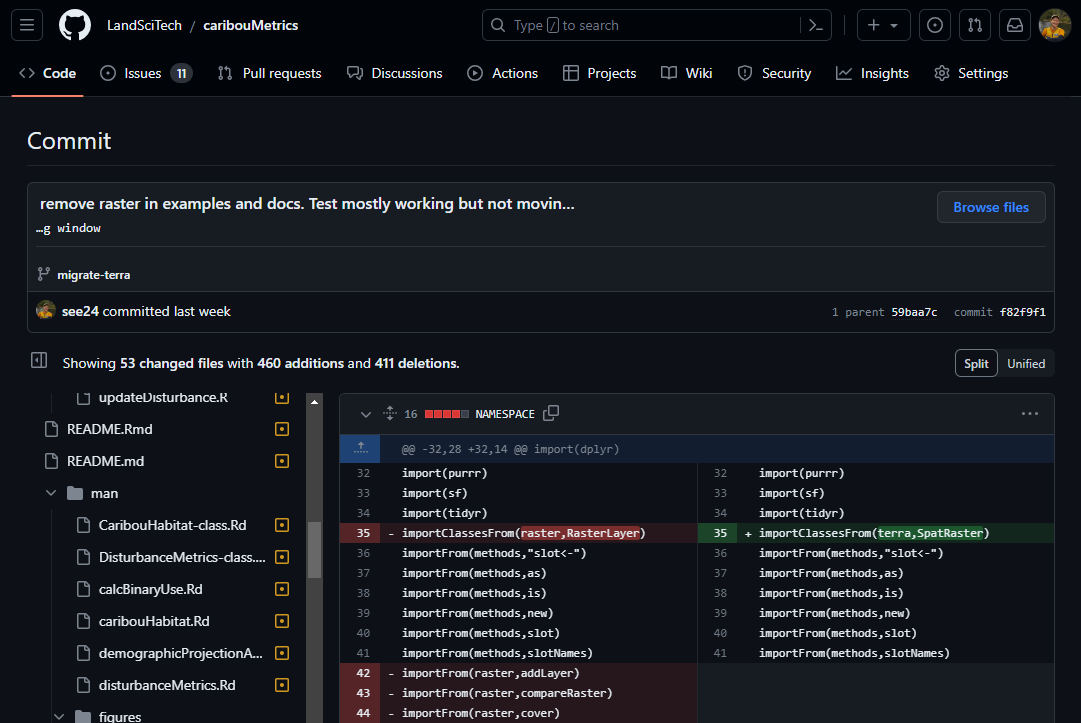 LandSciTech / caribouMetrics
Type / to search
Code
Issues 11
Pull requests
Discussions
Actions
Projects
Wiki
Security
Insights
Settings
Commit
remove raster in examples and docs. Test mostly working but not movin...
Browse files
…g window
migrate-terra
see24 committed last week
1 parent 59baa7c commit f82f9f1
Showing 53 changed files with 460 additions and 411 deletions.
Split Unified
updateDisturbance.R
README.Rmd
README.md
man
CaribouHabitat-class.Rd
DisturbanceMetrics-class....
calcBinaryUse.Rd
caribouHabitat.Rd
demographicProjectionA...
disturbanceMetrics.Rd
figures
16 NAMESPACE
@@ -32,28 +32,14 @@ import(dplyr)
32 import(purrr)
33 import(sf)
34 import(tidyr)
35 - importClassesFrom(raster,RasterLayer)
36 importFrom(methods,"slot<-")
37 importFrom(methods,as)
38 importFrom(methods,is)
39 importFrom(methods,new)
40 importFrom(methods,slot)
41 importFrom(methods,slotNames)
42 - importFrom(raster,addLayer)
43 - importFrom(raster,compareRaster)
44 - importFrom(raster,cover)
32 import(purrr)
33 import(sf)
34 import(tidyr)
35 + importClassesFrom(terra,SpatRaster)
36 importFrom(methods,"slot<-")
37 importFrom(methods,as)
38 importFrom(methods,is)
39 importFrom(methods,new)
40 importFrom(methods,slot)
41 importFrom(methods,slotNames)